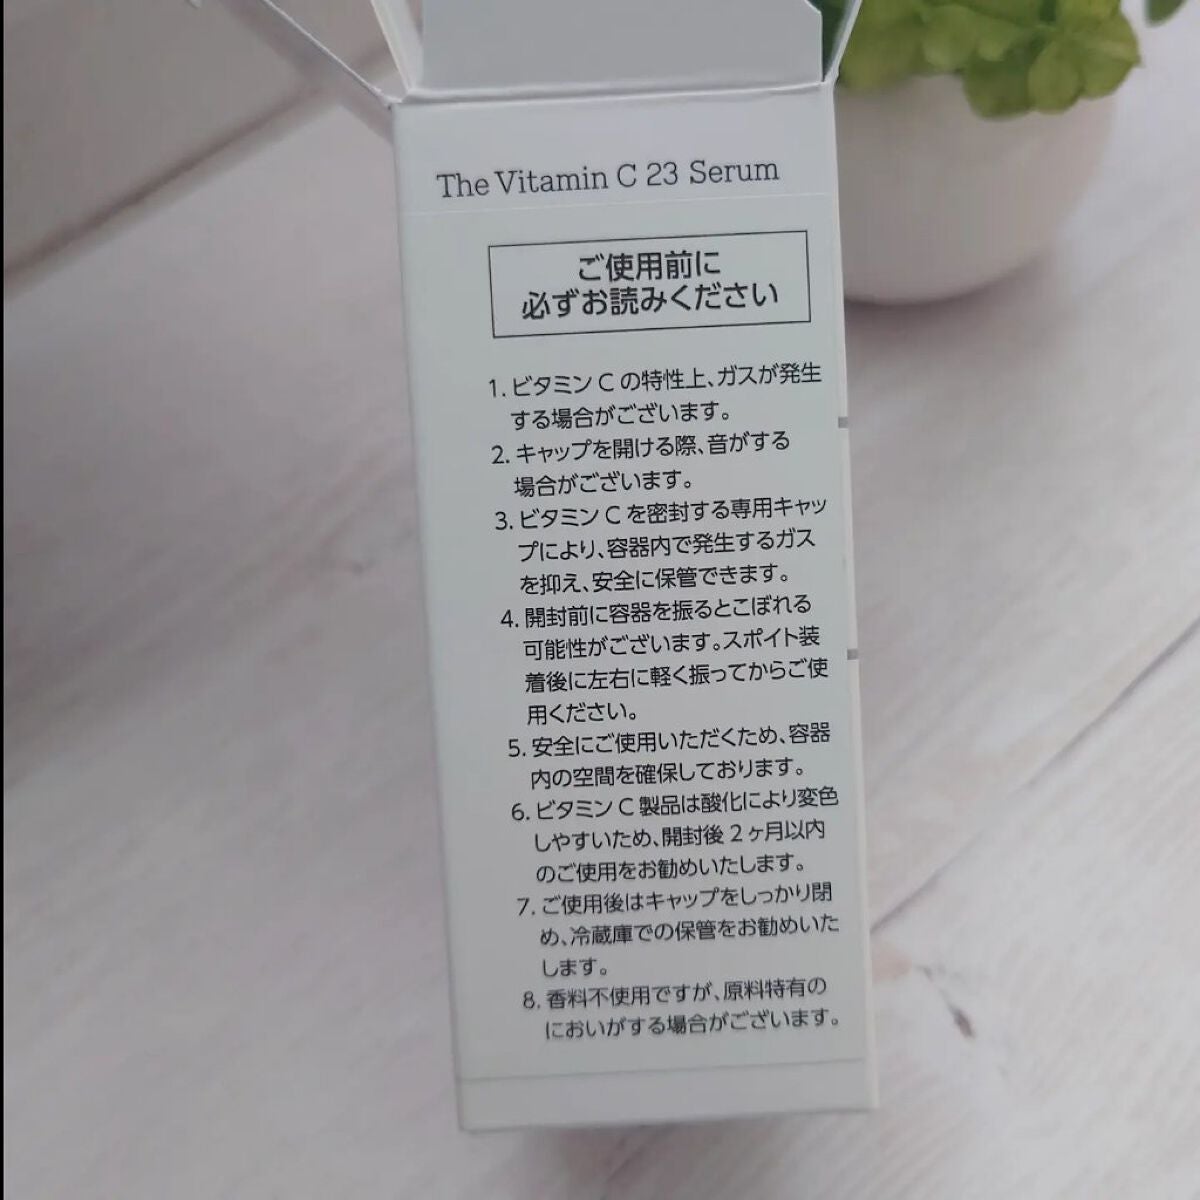 The Vitamin C 23 Serum
ご使用前に
必ずお読みください
1. ビタミン C の特性上、ガスが発生
する場合がございます。
2. キャップを開ける際、音がする
場合がございます。
3. ビタミン C を密封する専用キャッ
プにより、容器内で発生するガス
を抑え、安全に保管できます。
4. 開封前に容器を振るとこぼれる
可能性がございます。スポイト装
着後に左右に軽く振ってからご使
用ください。
5. 安全にご使用いただくため、容器
内の空間を確保しております。
6. ビタミン C 製品は酸化により変色
しやすいため、開封後 2 ヶ月以内
のご使用をお勧めいたします。
7. ご使用後はキャップをしっかり閉
め、冷蔵庫での保管をお勧めいた
します。
8. 香料不使用ですが、原料特有の
においがする場合がございます。